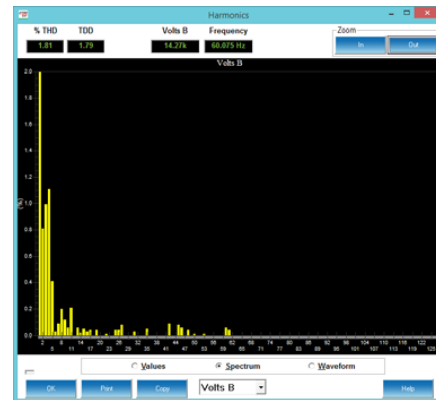 Harmonics
% THD TDD Volts B Frequency Zoom
1.81 1.79 14.27k 60.075 Hz In Out
Volts B
2.0
1.8
1.6
1.4
1.2
1.0
0.8
0.6
0.4
0.2
0.0
(%)
2 8 14 20 26 32 38 44 50 56 62 68 74 80 86 92 98 104 110 116 122
5 11 17 23 29 35 41 47 53 59 65 71 77 83 89 95 101 107 113 119 125
Values Spectrum Waveform
OK Print Copy Volts B Help